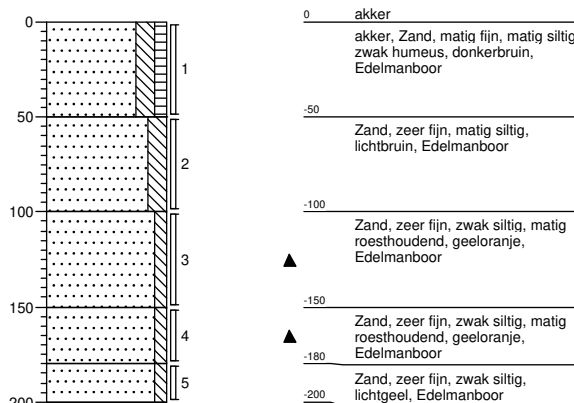 0
50
100
150
200
1
2
3
4
5
0 akker
akker, Zand, matig fijn, matig siltig
zwak humeus, donkerbruin,
Edelmanboor
-50
Zand, zeer fijn, matig siltig,
lichtbruin, Edelmanboor
-100
Zand, zeer fijn, zwak siltig, matig
roesthoudend, geeloranje,
Edelmanboor
-150
Zand, zeer fijn, zwak siltig, matig
roesthoudend, geeloranje,
Edelmanboor
-180
Zand, zeer fijn, zwak siltig,
lichtgeel, Edelmanboor
-200